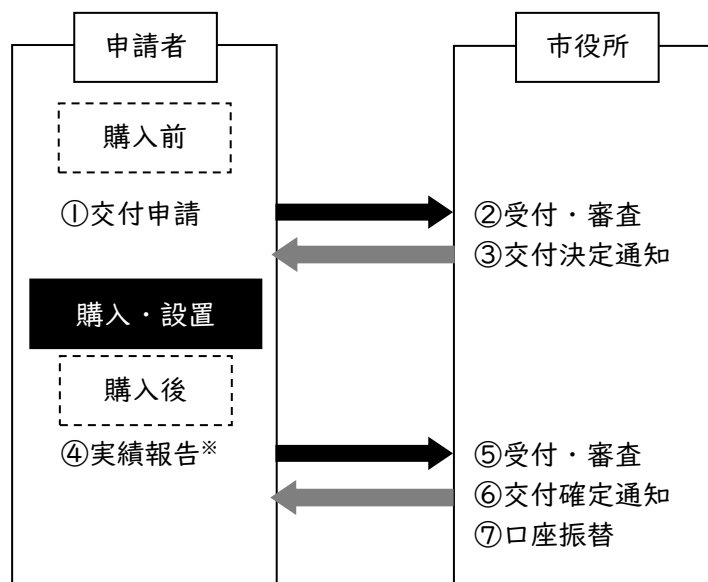 申請者
市役所
購入前
①交付申請
②受付・審査
③交付決定通知
購入・設置
購入後
④実績報告※
⑤受付・審査
⑥交付確定通知
⑦口座振替